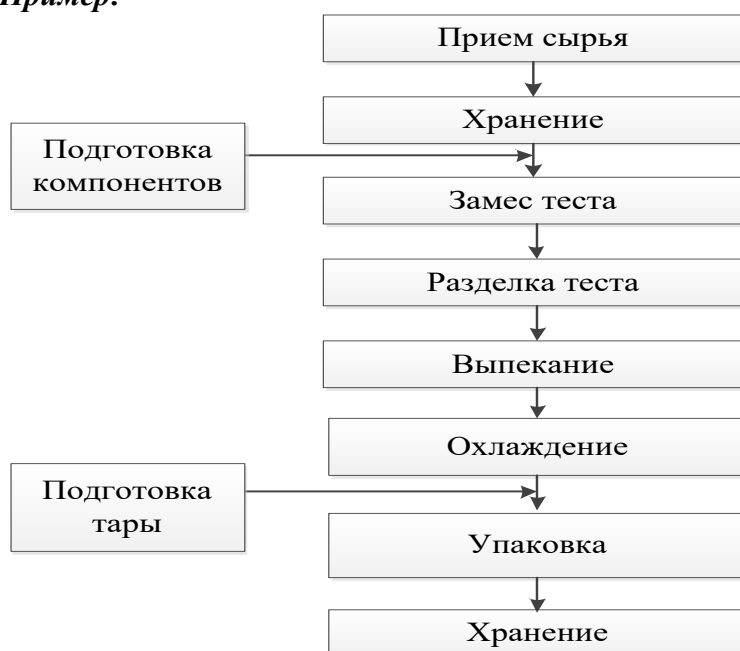 Пример:
Прием сырья
Хранение
Подготовка
компонентов
Замес теста
Разделка теста
Выпекание
Охлаждение
Подготовка
тары
Упаковка
Хранение